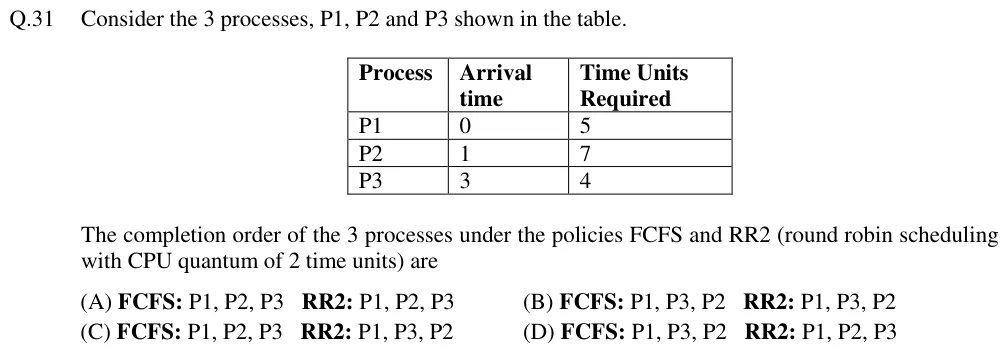 Q.31 Consider the 3 processes, P1, P2 and P3 shown in the table.
Process Arrival time Time Units Required
P1 0 5
P2 1 7
P3 3 4
The completion order of the 3 processes under the policies FCFS and RR2 (round robin scheduling
with CPU quantum of 2 time units) are
(A) FCFS: P1, P2, P3 RR2: P1, P2, P3 (B) FCFS: P1, P3, P2 RR2: P1, P3, P2
(C) FCFS: P1, P2, P3 RR2: P1, P3, P2 (D) FCFS: P1, P3, P2 RR2: P1, P2, P3